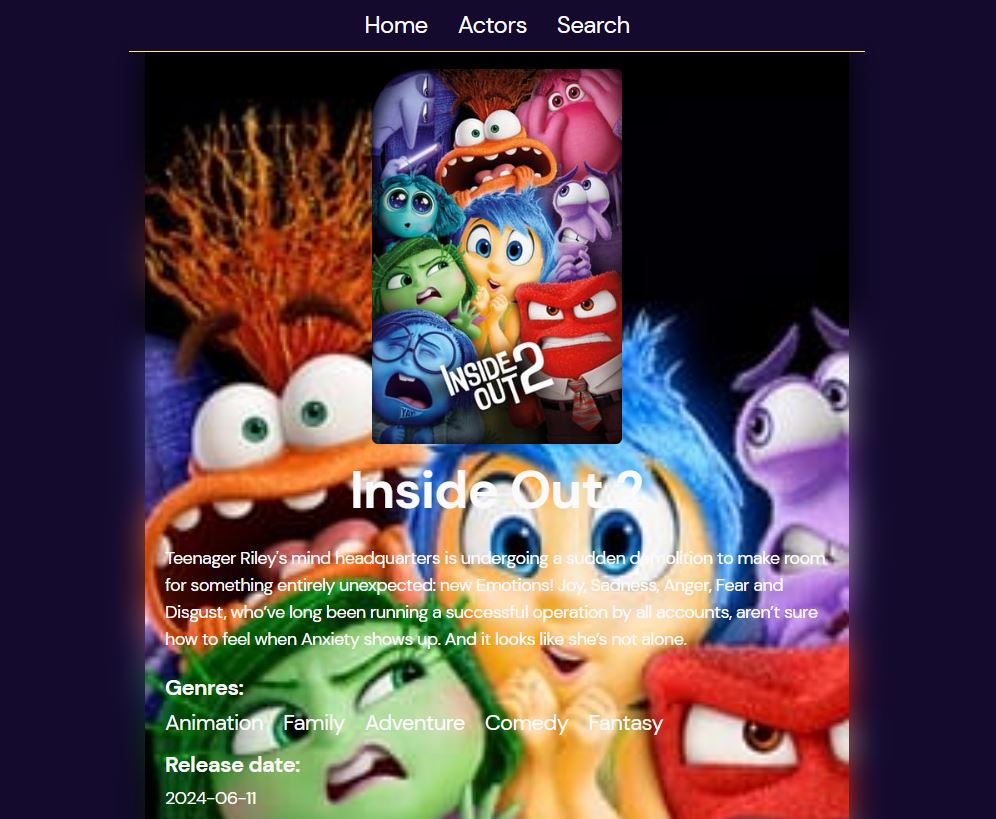 Home Actors Search
INSIDE
OUT 2
Inside Out 2
Teenager Riley's mind headquarters is undergoing a sudden demolition to make room
for something entirely unexpected: new Emotions! Joy, Sadness, Anger, Fear and
Disgust, who’ve long been running a successful operation by all accounts, aren’t sure
how to feel when Anxiety shows up. And it looks like she’s not alone.
Genres:
Animation Family Adventure Comedy Fantasy
Release date:
2024-06-11